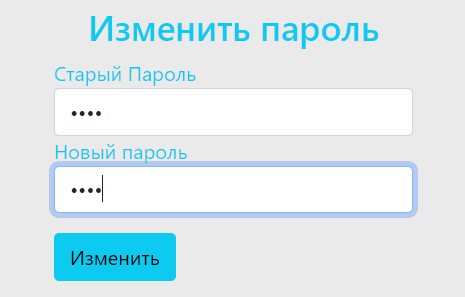 Изменить пароль
Старый Пароль
••••
Новый пароль
••••
Изменить